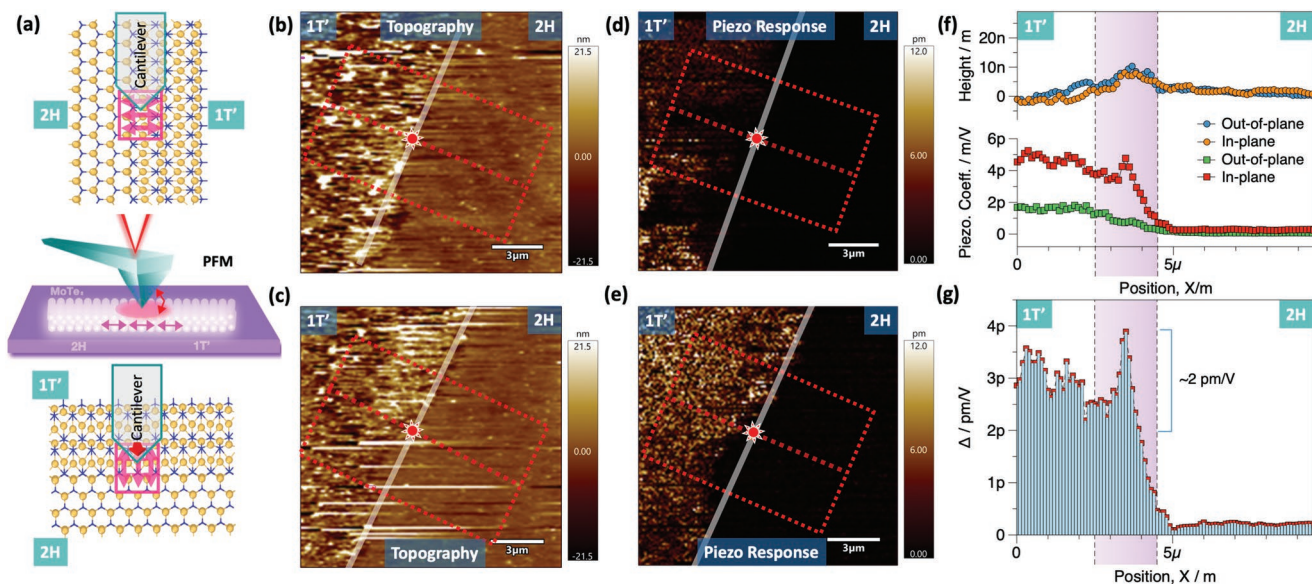 (a)
Cantilever
2H
1T’
PFM
MoTe₂
2H
1T’
1T’
Cantilever
2H
(b)
1T’
Topography
2H
3µm
nm
21.5
0.00
-21.5
(c)
1T’
2H
Topography
3µm
nm
21.5
0.00
-21.5
(d)
1T’
Piezo Response
2H
3µm
pm
12.0
6.00
0.00
(e)
1T’
2H
Piezo Response
3µm
pm
12.0
6.00
0.00
(f)
1T’
2H
Height / m
20n
10n
0
Out-of-plane
In-plane
Out-of-plane
In-plane
Piezo. Coeff. / m/V
6p
4p
2p
0
0
5µ
Position, X/m
(g)
1T’
2H
Δ / pm/V
4p
3p
2p
1p
0
~2 pm/V
0
5µ
Position, X / m